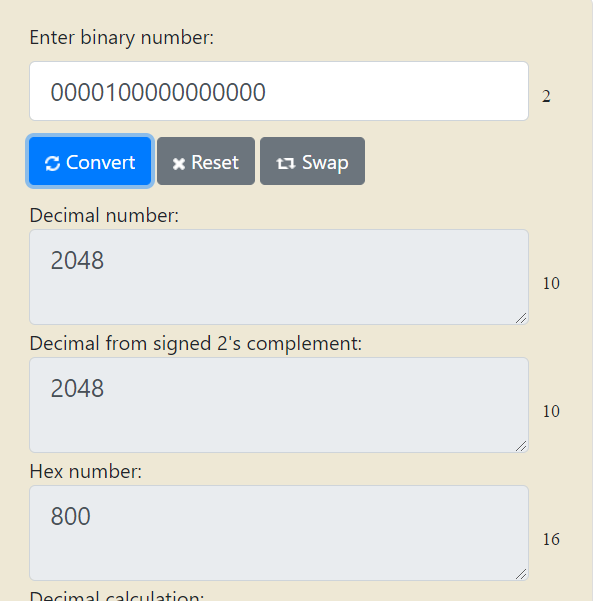 Enter binary number:
0000100000000000
2
Convert Reset Swap
Decimal number:
2048
10
Decimal from signed 2's complement:
2048
10
Hex number:
800
16
Decimal calculation: